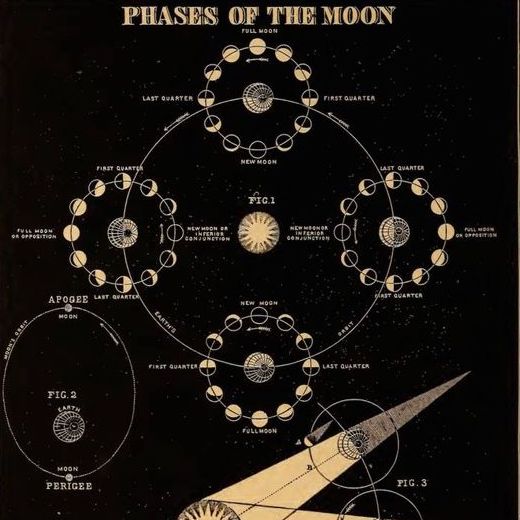 PHASES OF THE MOON
FULL MOON
LAST QUARTER
FIRST QUARTER
NEW MOON
FIRST QUARTER
LAST QUARTER
FIG.1
FULL MOON
OR OPPOSITION
NEW MOON OR
INFERIOR
CONJUNCTION
NEW MOON OR
INFERIOR
CONJUNCTION
FULL MOON
OR OPPOSITION
LAST QUARTER
FIRST QUARTER
APOGEE
MOON
NEW MOON
EARTH'S
ORBIT
MOON'S ORBIT
FIRST QUARTER
LAST QUARTER
FIG.2
EARTH
FULL MOON
A
B
MOON
PERIGEE
FIG. 3